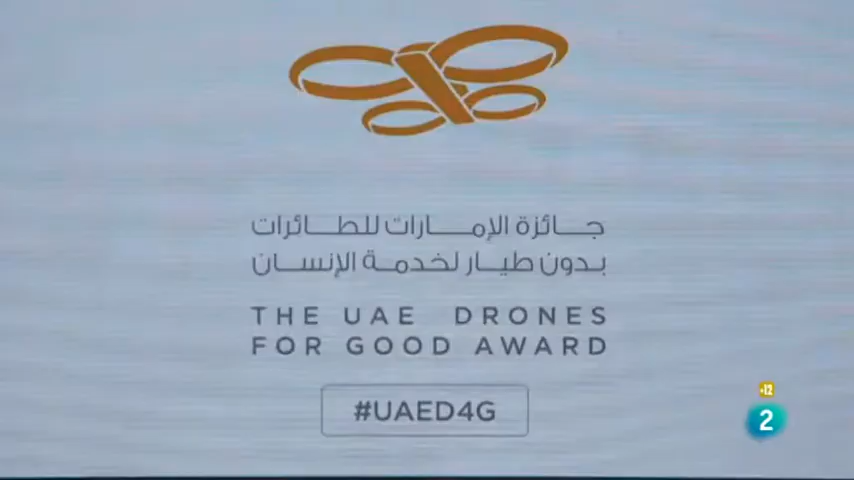 جائزة الإمارات للطائرات
بدون طيار لخدمة الإنسان
THE UAE DRONES
FOR GOOD AWARD
#UAED4G
+12
2